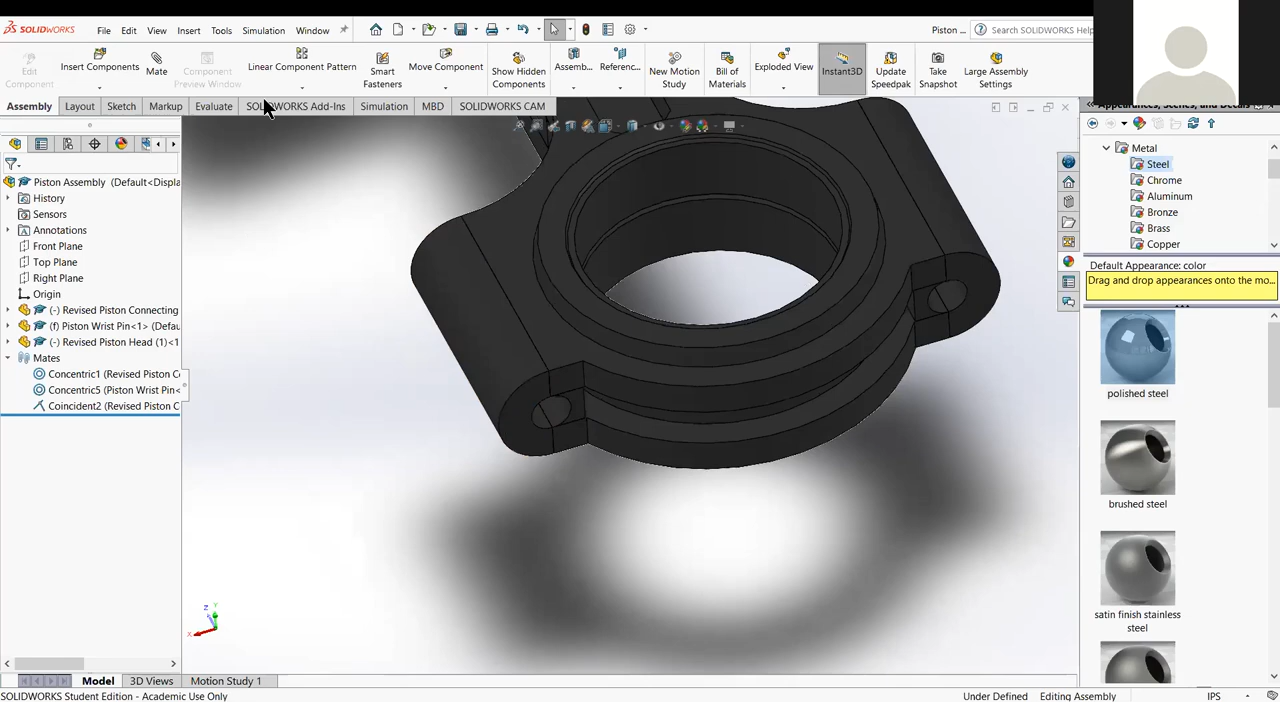 SOLIDWORKS File Edit View Insert Tools Simulation Window Piston ... SOLIDWORKS Help
Edit Component Insert Components Mate Component Preview Window Linear Component Pattern Smart Fasteners Move Component Show Hidden Components Assemb... Referenc... New Motion Study Bill of Materials Exploded View Instant3D Update Speedpak Take Snapshot Large Assembly Settings
Assembly Layout Sketch Markup Evaluate SOLIDWORKS Add-Ins Simulation MBD SOLIDWORKS CAM
Appearances, Scenes, and Decals
Piston Assembly (Default<Displa
History
Sensors
Annotations
Front Plane
Top Plane
Right Plane
Origin
(-) Revised Piston Connecting
(f) Piston Wrist Pin<1> (Defau
(-) Revised Piston Head (1)<1
Mates
Concentric1 (Revised Piston C
Concentric5 (Piston Wrist Pin<
Coincident2 (Revised Piston C
Z Y
X
Metal
Steel
Chrome
Aluminum
Bronze
Brass
Copper
Default Appearance: color
Drag and drop appearances onto the mo...
polished steel
brushed steel
satin finish stainless
steel
Model 3D Views Motion Study 1
SOLIDWORKS Student Edition - Academic Use Only Under Defined Editing Assembly IPS